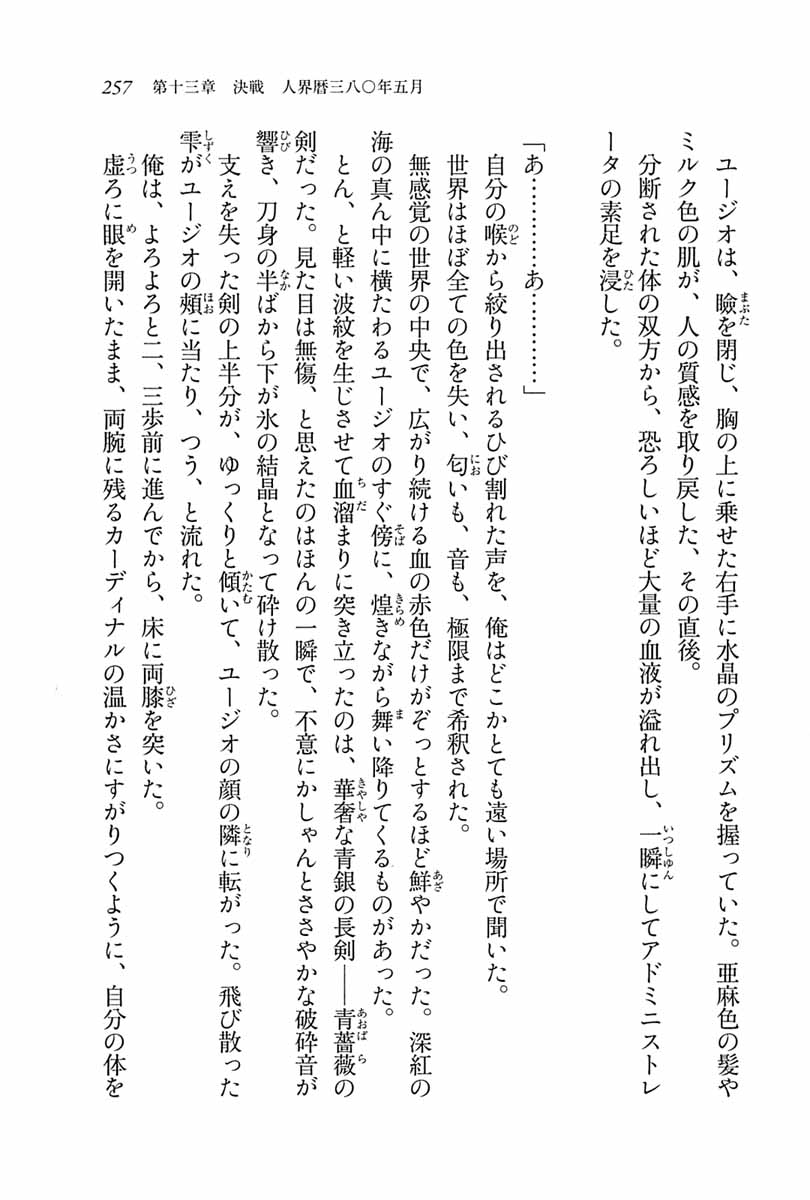 257　第十三章　決戦　人界暦三八〇年五月
　ユージオは、瞼を閉じ、胸の上に乗せた右手に水晶のプリズムを握っていた。亜麻色の髪や
ミルク色の肌が、人の質感を取り戻した、その直後。
　分断された体の双方から、恐ろしいほど大量の血液が溢れ出し、一瞬にしてアドミニストレ
ータの素足を浸した。
「あ…………あ…………」
　自分の喉から絞り出されるひび割れた声を、俺はどこかとても遠い場所で聞いた。
　世界はほぼ全ての色を失い、匂いも、音も、極限まで希釈された。
　無感覚の世界の中央で、広がり続ける血の赤色だけがぞっとするほど鮮やかだった。深紅の
海の真ん中に横たわるユージオのすぐ傍に、煌きながら舞い降りてくるものがあった。
　とん、と軽い波紋を生じさせて血溜まりに突き立ったのは、華奢な青銀の長剣――青薔薇の
剣だった。見た目は無傷、と思えたのはほんの一瞬で、不意にかしゃんとささやかな破砕音が
響き、刀身の半ばから下が氷の結晶となって砕け散った。
　支えを失った剣の上半分が、ゆっくりと傾いて、ユージオの顔の隣に転がった。飛び散った
雫がユージオの頰に当たり、つう、と流れた。
　俺は、よろよろと二、三歩前に進んでから、床に両膝を突いた。
　虚ろに眼を開いたまま、両腕に残るカーディナルの温かさにすがりつくように、自分の体を